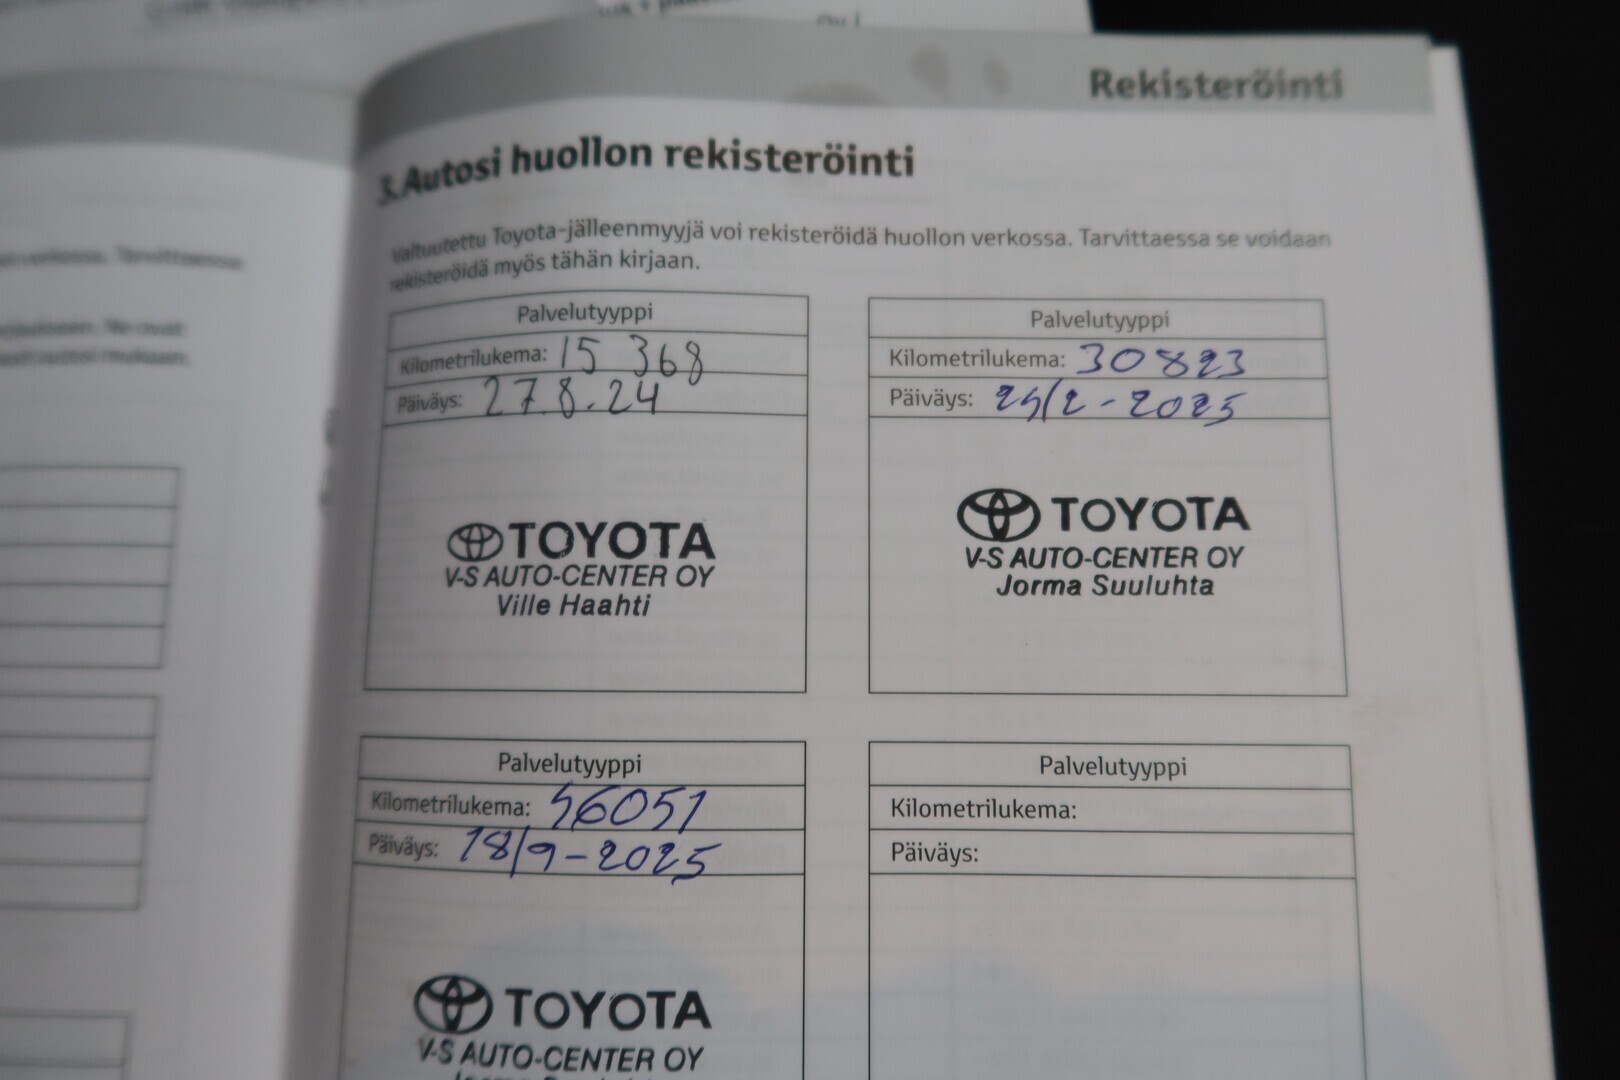 Rekisteröinti
3. Autosi huollon rekisteröinti
Valtuutettu Toyota-jälleenmyyjä voi rekisteröidä huollon verkossa. Tarvittaessa se voidaan
rekisteröidä myös tähän kirjaan.
Palvelutyyppi
Kilometrilukema: 15 368
Päiväys: 27.8.24
TOYOTA
V-S AUTO-CENTER OY
Ville Haahti
Palvelutyyppi
Kilometrilukema: 30823
Päiväys: 25/2-2025
TOYOTA
V-S AUTO-CENTER OY
Jorma Suuluhta
Palvelutyyppi
Kilometrilukema: 46051
Päiväys: 18/9-2025
TOYOTA
V-S AUTO-CENTER OY
Palvelutyyppi
Kilometrilukema:
Päiväys: